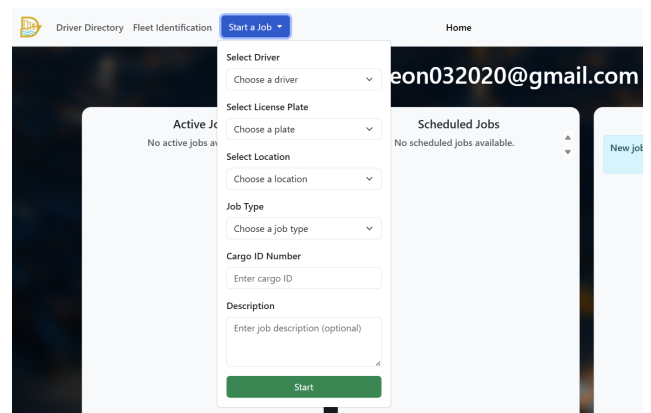 Driver Directory Fleet Identification Start a Job Home
eon032020@gmail.com
Select Driver
Choose a driver
Select License Plate
Choose a plate
Select Location
Choose a location
Job Type
Choose a job type
Cargo ID Number
Enter cargo ID
Description
Enter job description (optional)
Start
Active Jo
No active jobs av
Scheduled Jobs
No scheduled jobs available.
New job